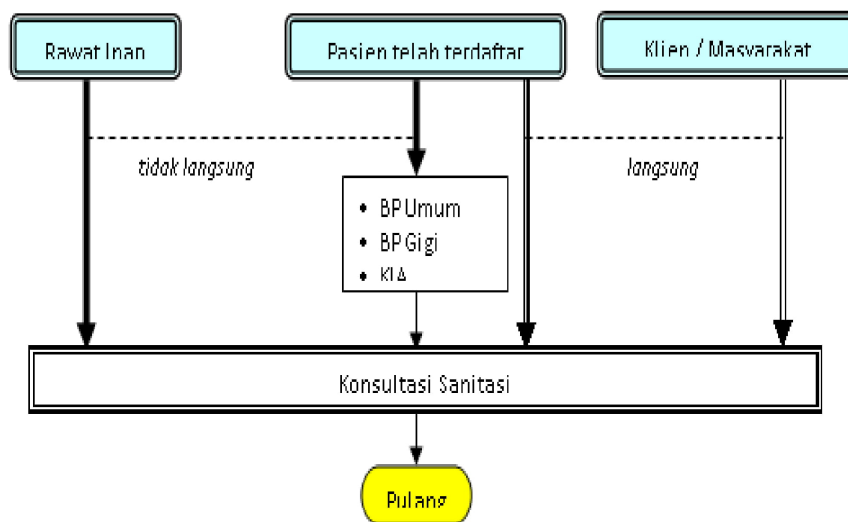 Rawat Inap
Pasien telah terdaftar
Klien / Masyarakat
tidak langsung
langsung
• BP Umum
• BP Gigi
• KIA
Konsultasi Sanitasi
Pulang